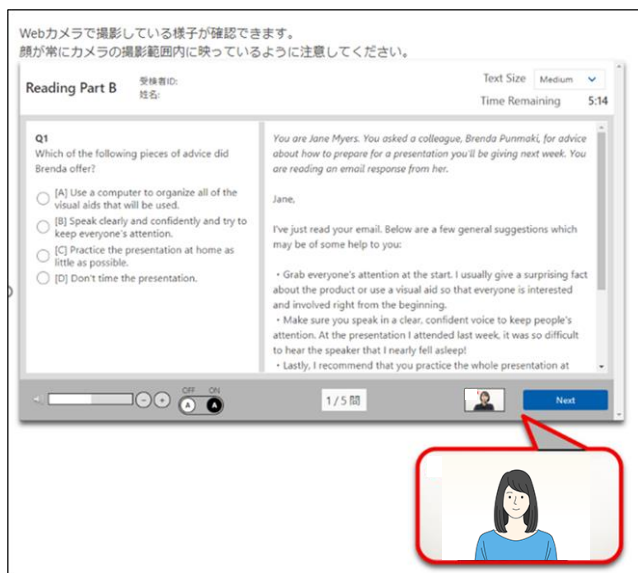 Webカメラで撮影している様子が確認できます。
顔が常にカメラの撮影範囲内に映っているように注意してください。
Reading Part B
受検者ID:
姓名:
Text Size Medium
Time Remaining 5:14
Q1
Which of the following pieces of advice did
Brenda offer?
[A] Use a computer to organize all of the
visual aids that will be used.
[B] Speak clearly and confidently and try to
keep everyone's attention.
[C] Practice the presentation at home as
little as possible.
[D] Don't time the presentation.
You are Jane Myers. You asked a colleague, Brenda Punmaki, for advice
about how to prepare for a presentation you'll be giving next week. You
are reading an email response from her.
Jane,
I've just read your email. Below are a few general suggestions which
may be of some help to you:
・Grab everyone's attention at the start. I usually give a surprising fact
about the product or use a visual aid so that everyone is interested
and involved right from the beginning.
・Make sure you speak in a clear, confident voice to keep people's
attention. At the presentation I attended last week, it was so difficult
to hear the speaker that I nearly fell asleep!
・Lastly, I recommend that you practice the whole presentation at
OFF ON
A A
1 / 5 問
Next